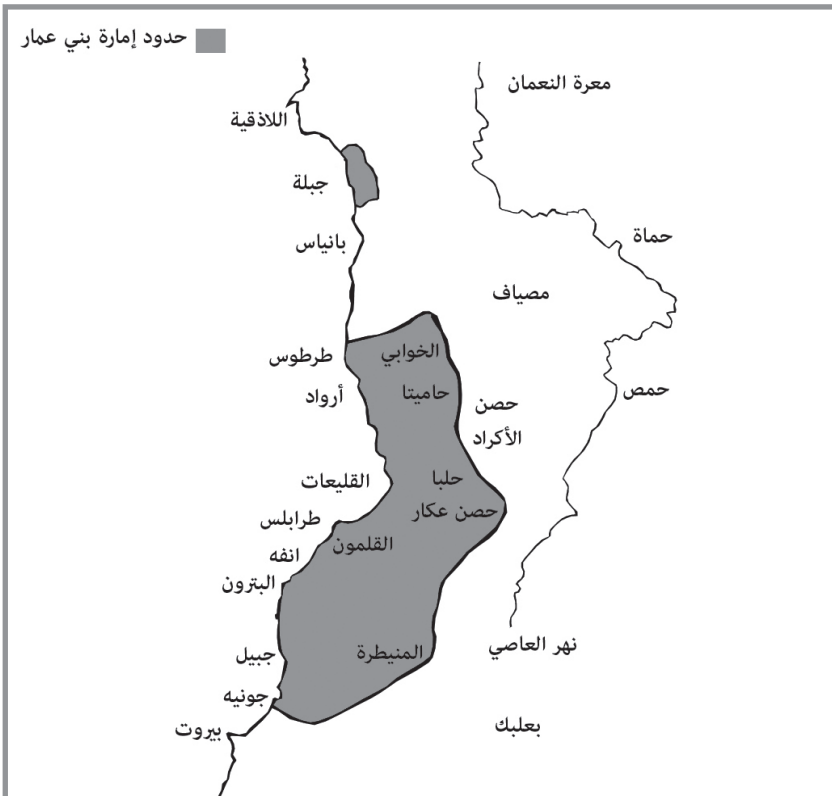 حدود إمارة بني عمار
معرة النعمان
اللاذقية
جبلة
حماة
بانياس
مصياف
الخوابي
طرطوس
حمص
حاميتا
أرواد
حصن
الأكراد
حلبا
القليعات
حصن عكار
طرابلس
القلمون
انفه
البترون
نهر العاصي
المنيطرة
جبيل
جونيه
بعلبك
بيروت